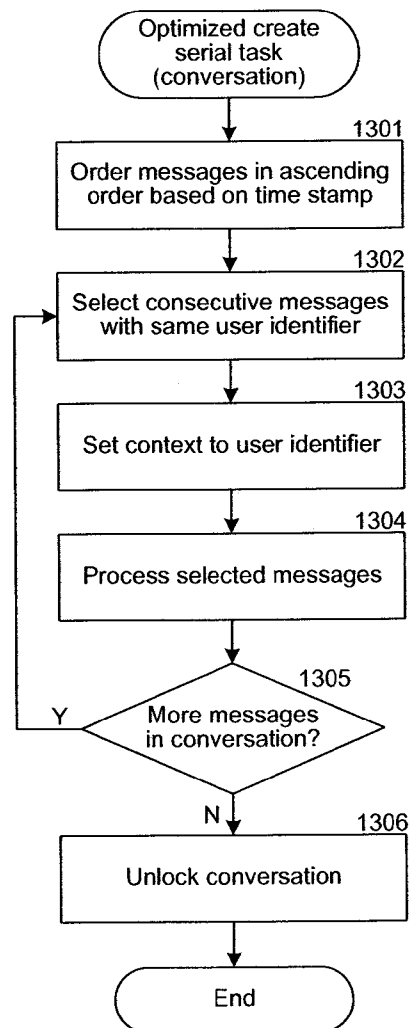 Optimized create
serial task
(conversation)
1301
Order messages in ascending
order based on time stamp
1302
Select consecutive messages
with same user identifier
1303
Set context to user identifier
1304
Process selected messages
1305
More messages
in conversation?
Y
N
1306
Unlock conversation
End